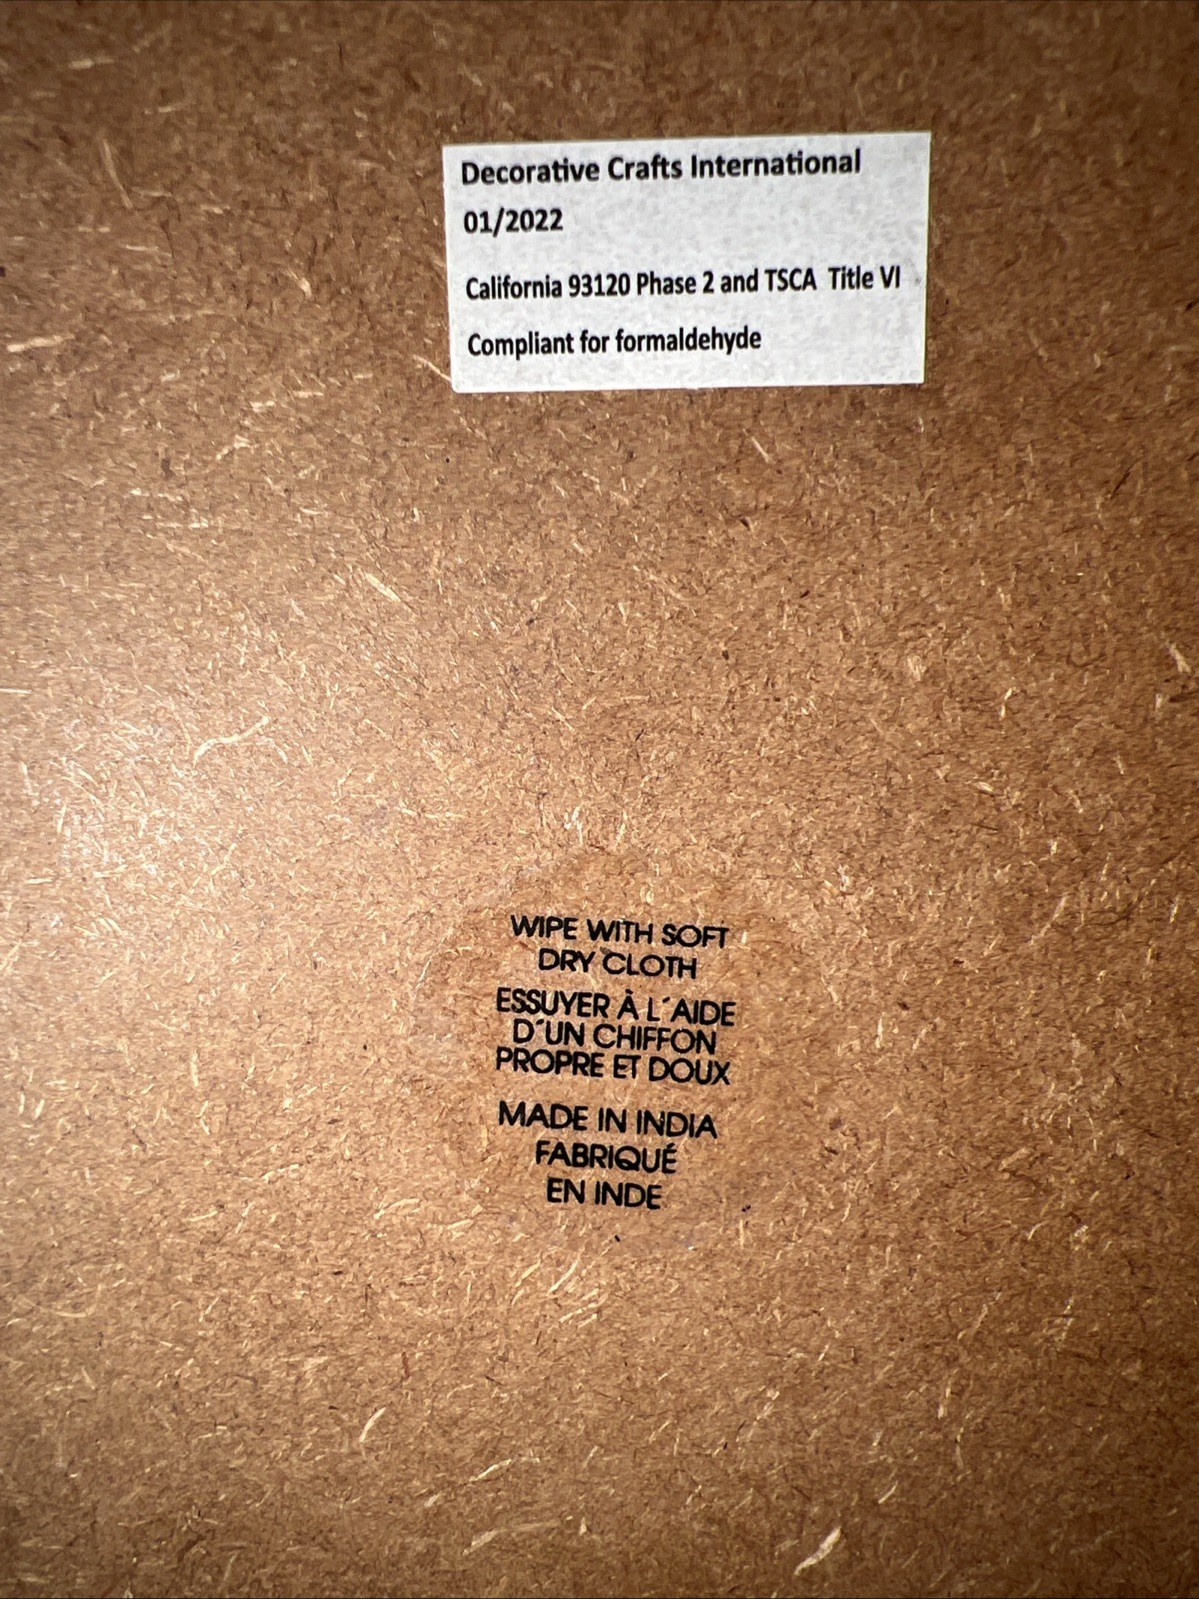 Decorative Crafts International
01/2022
California 93120 Phase 2 and TSCA Title VI
Compliant for formaldehyde
WIPE WITH SOFT
DRY CLOTH
ESSUYER À L´AIDE
D´UN CHIFFON
PROPRE ET DOUX
MADE IN INDIA
FABRIQUÉ
EN INDE